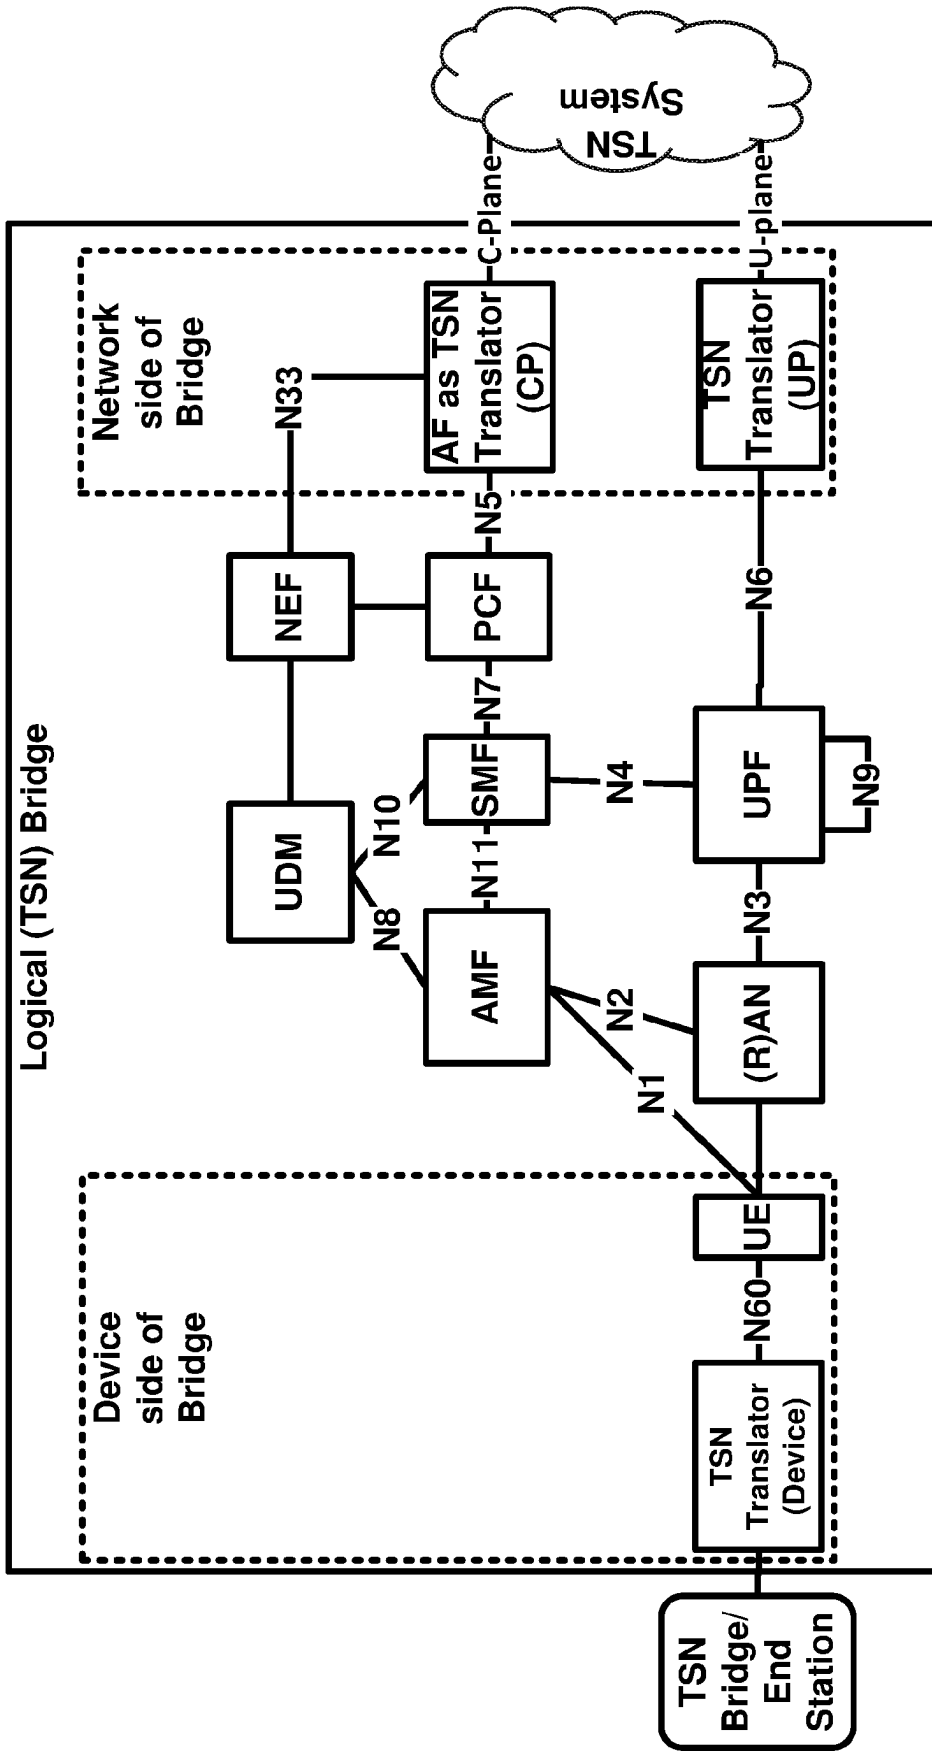 Logical (TSN) Bridge
Device
side of
Bridge
Network
side of
Bridge
UDM
NEF
N33
N8
N10
AMF
N11
SMF
N7
PCF
N5
AF as TSN
Translator
(CP)
C-Plane
TSN
System
N1
N2
N4
TSN
Bridge/
End
Station
TSN
Translator
(Device)
N60
UE
(R)AN
N3
UPF
N9
N6
TSN
Translator
(UP)
U-plane